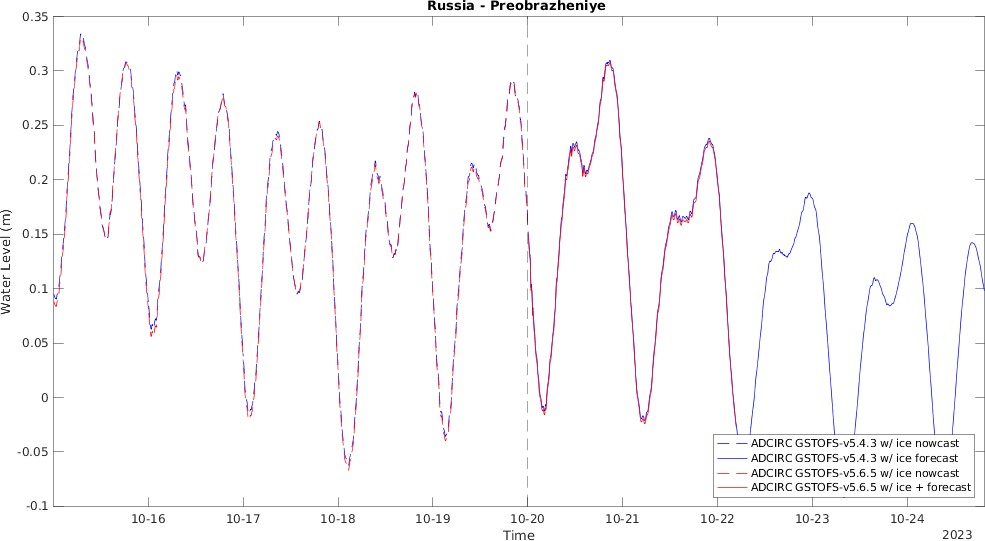 Russia - Preobrazheniye
0.35
0.3
0.25
0.2
0.15
0.1
0.05
0
-0.05
-0.1
Water Level (m)
10-16 10-17 10-18 10-19 10-20 10-21 10-22 10-23 10-24
Time
2023
ADCIRC GSTOFS-v5.4.3 w/ ice nowcast
ADCIRC GSTOFS-v5.4.3 w/ ice forecast
ADCIRC GSTOFS-v5.6.5 w/ ice nowcast
ADCIRC GSTOFS-v5.6.5 w/ ice + forecast